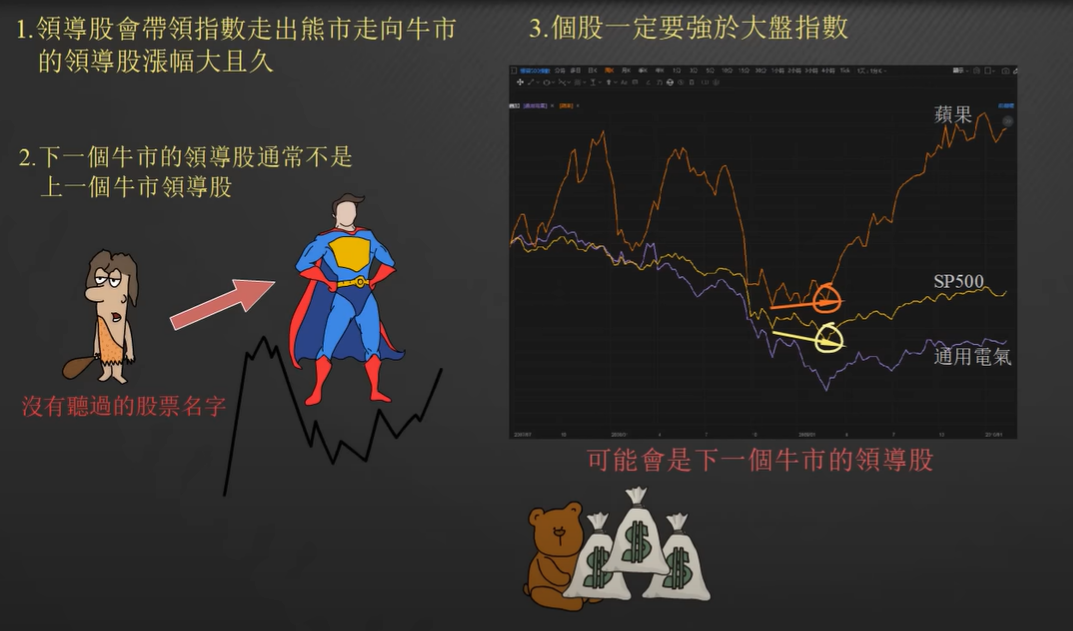 1.領導股會帶領指數走出熊市走向牛市
的領導股漲幅大且久
2.下一個牛市的領導股通常不是
上一個牛市領導股
沒有聽過的股票名字
3.個股一定要強於大盤指數
蘋果
SP500
通用電氣
可能會是下一個牛市的領導股
$
$
$